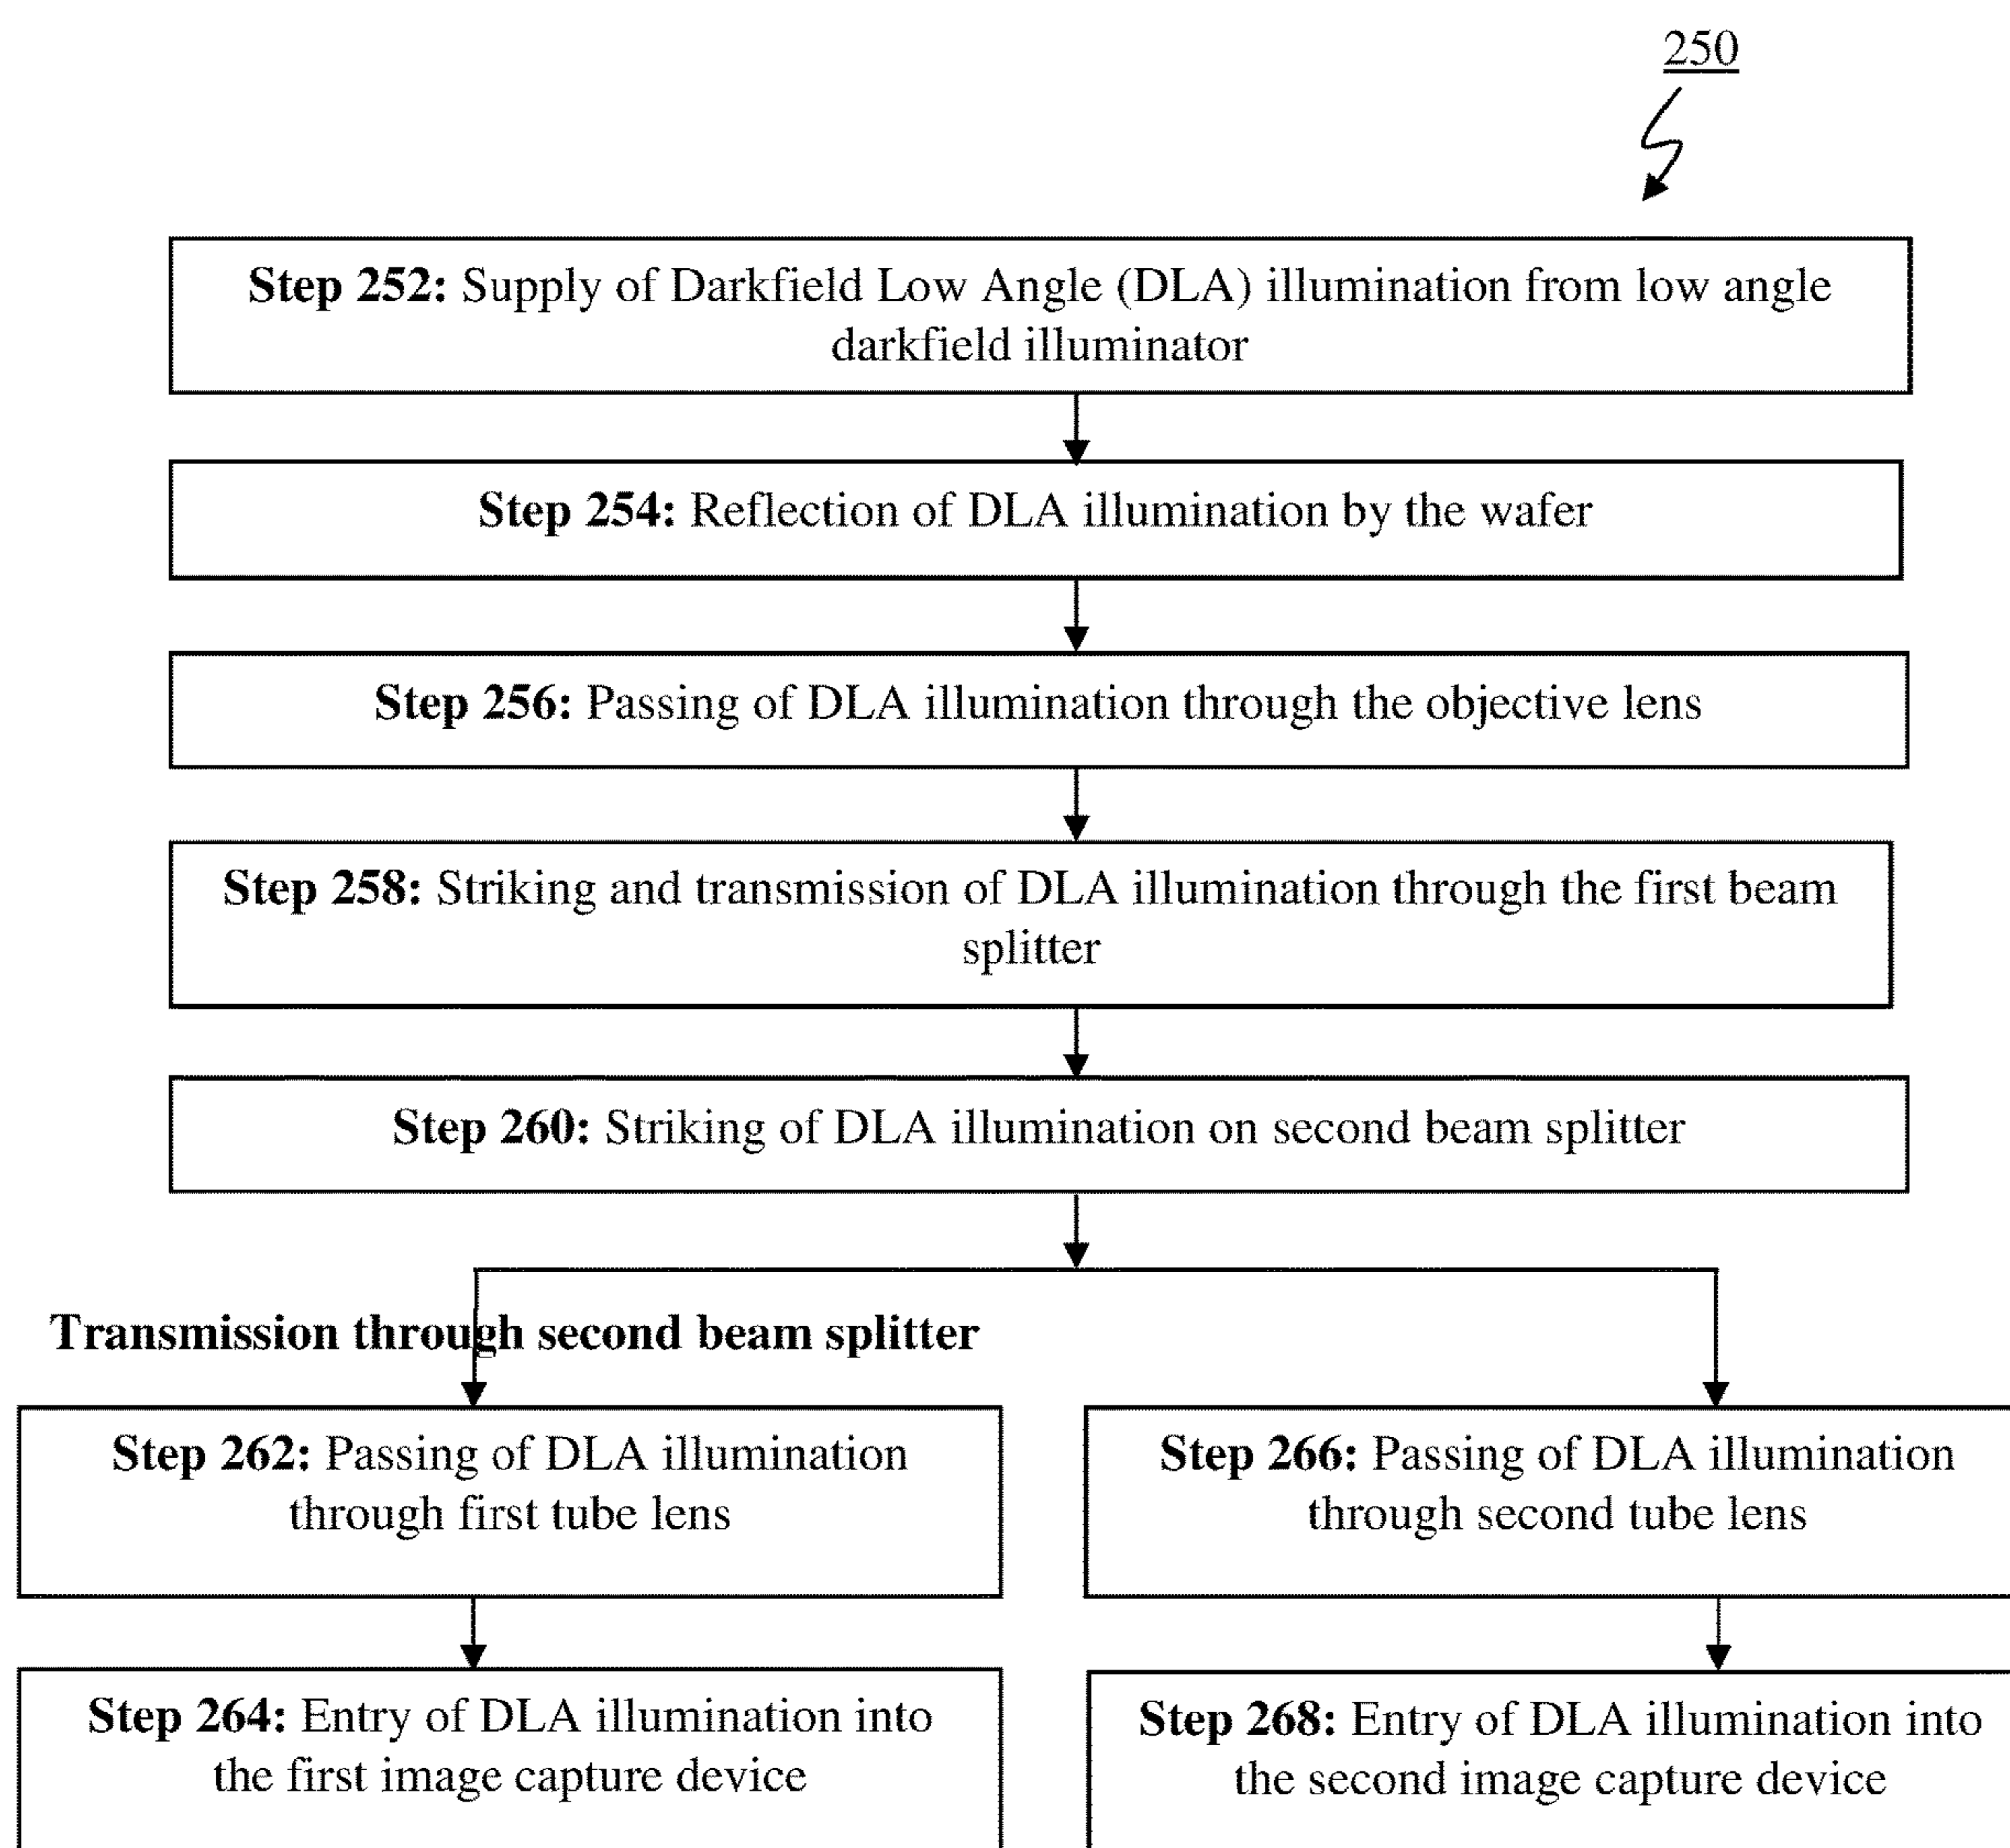 250
Step 252: Supply of Darkfield Low Angle (DLA) illumination from low angle
darkfield illuminator
Step 254: Reflection of DLA illumination by the wafer
Step 256: Passing of DLA illumination through the objective lens
Step 258: Striking and transmission of DLA illumination through the first beam
splitter
Step 260: Striking of DLA illumination on second beam splitter
Transmission through second beam splitter
Step 262: Passing of DLA illumination
through first tube lens
Step 266: Passing of DLA illumination
through second tube lens
Step 264: Entry of DLA illumination into
the first image capture device
Step 268: Entry of DLA illumination into
the second image capture device